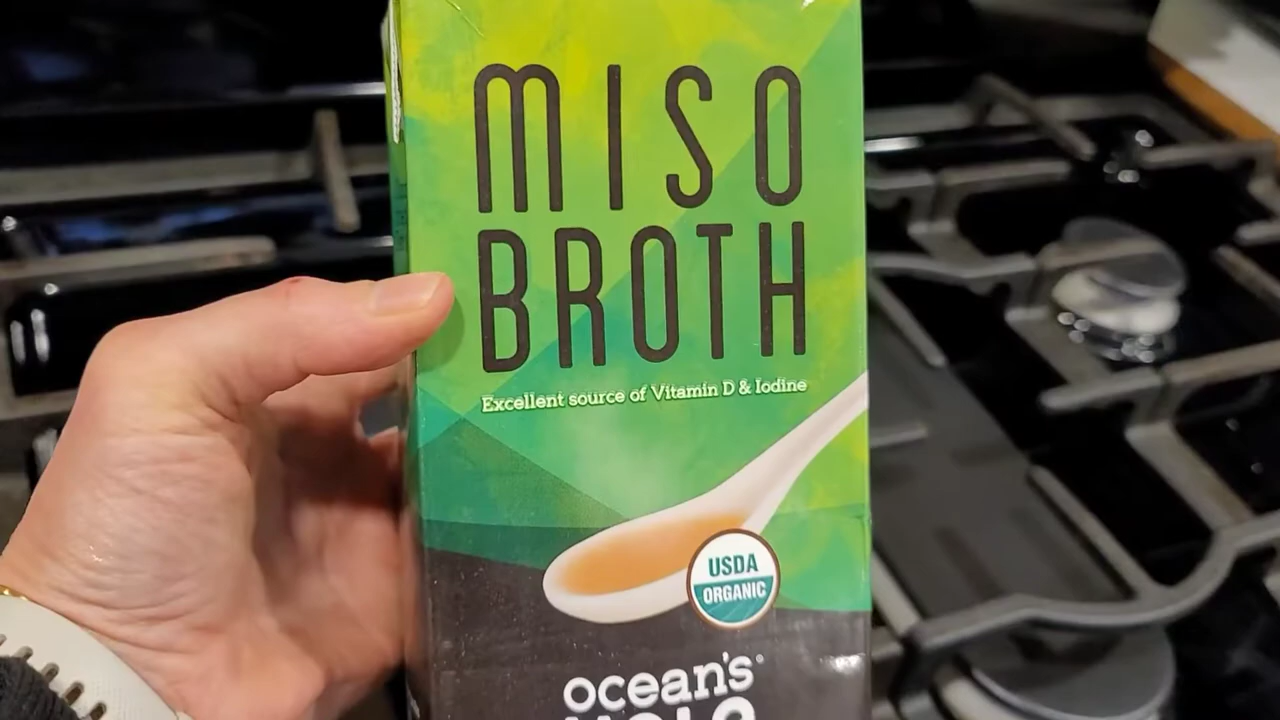 MISO
BROTH
Excellent source of Vitamin D & Iodine
USDA
ORGANIC
ocean's